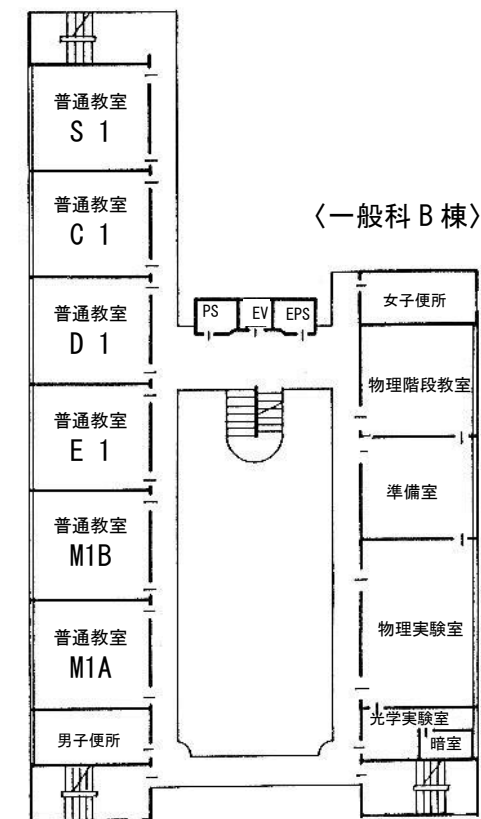 普通教室
S 1
普通教室
C 1
〈一般科 B 棟〉
普通教室
D 1
PS
EV
EPS
女子便所
普通教室
E 1
物理階段教室
準備室
普通教室
M1B
普通教室
M1A
物理実験室
男子便所
光学実験室
暗室